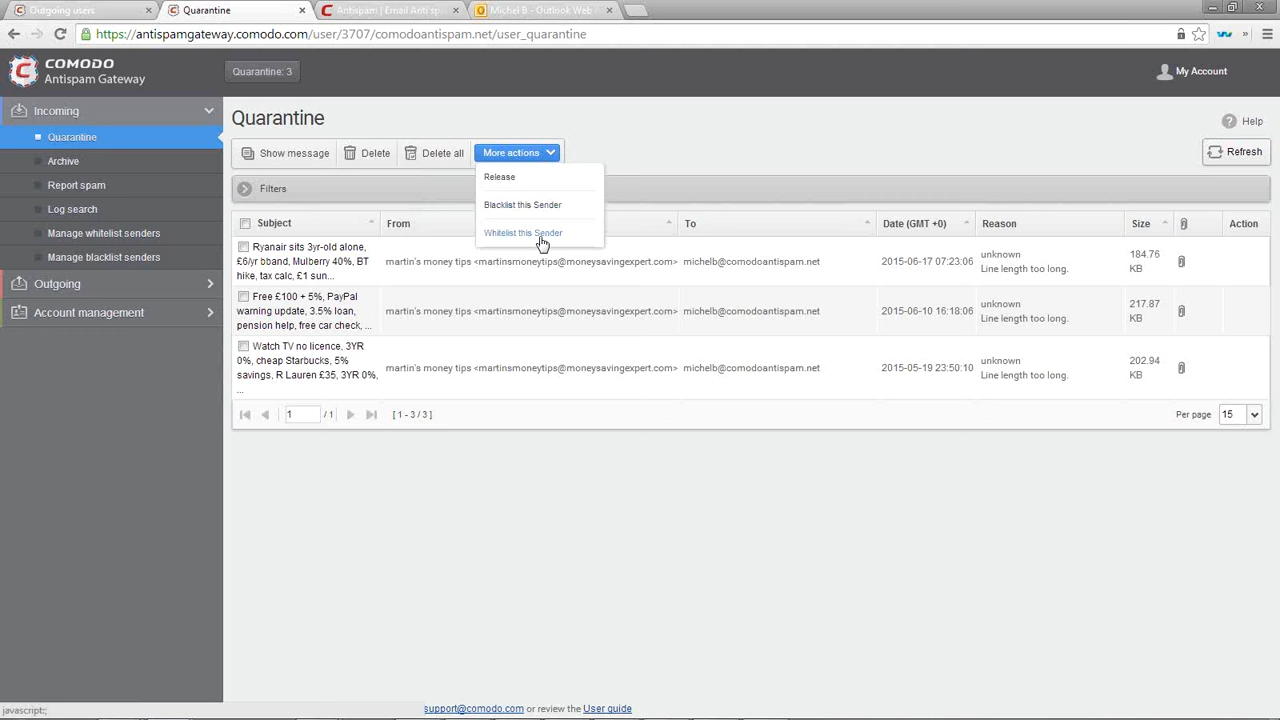 Outgoing users
Quarantine
Antispam | Email Anti sp
Michel B. - Outlook Web A
https://antispamgateway.comodo.com/user/3707/comodoantispam.net/user_quarantine
COMODO
Antispam Gateway
Quarantine: 3
My Account
Incoming
Quarantine
Archive
Report spam
Log search
Manage whitelist senders
Manage blacklist senders
Outgoing
Account management
Quarantine
Help
Show message
Delete
Delete all
More actions
Refresh
Release
Blacklist this Sender
Whitelist this Sender
Filters
Subject From To Date (GMT +0) Reason Size Action
Ryanair sits 3yr-old alone,
£6/yr bband, Mulberry 40%, BT
hike, tax calc, £1 sun...
martin's money tips <martinsmoneytips@moneysavingexpert.com>
michelb@comodoantispam.net
2015-06-17 07:23:06
unknown
Line length too long.
184.76
KB
Free £100 + 5%, PayPal
warning update, 3.5% loan,
pension help, free car check, ...
martin's money tips <martinsmoneytips@moneysavingexpert.com>
michelb@comodoantispam.net
2015-06-10 16:18:06
unknown
Line length too long.
217.87
KB
Watch TV no licence, 3YR
0%, cheap Starbucks, 5%
savings, R Lauren £35, 3YR 0%,
...
martin's money tips <martinsmoneytips@moneysavingexpert.com>
michelb@comodoantispam.net
2015-05-19 23:50:10
unknown
Line length too long.
202.94
KB
1 / 1 [ 1 - 3 / 3 ]
Per page 15
javascript:;
support@comodo.com or review the User guide